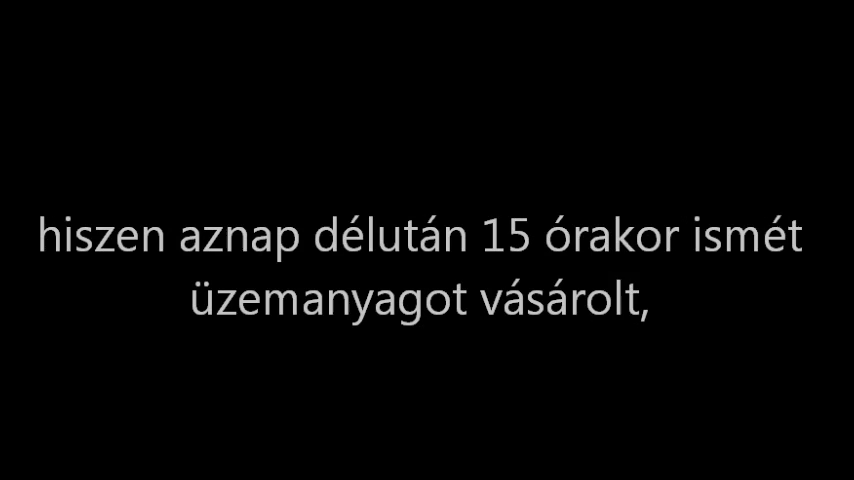 hiszen aznap délután 15 órakor ismét
üzemanyagot vásárolt,